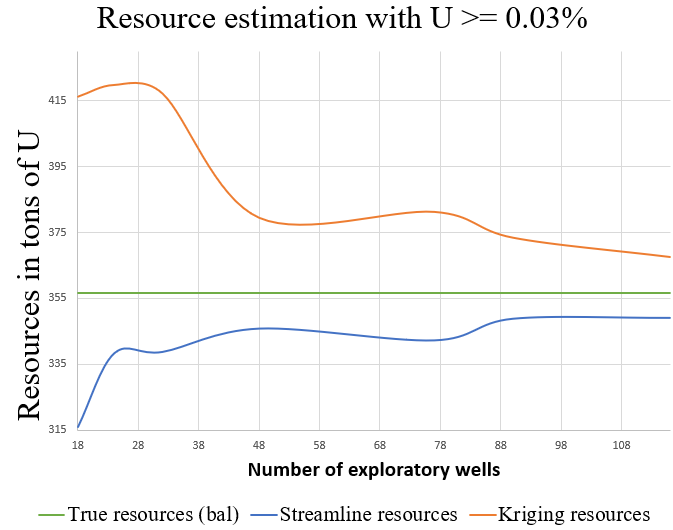 Resource estimation with U >= 0.03%
Resources in tons of U
415
395
375
355
335
315
18 28 38 48 58 68 78 88 98 108
Number of exploratory wells
True resources (bal) Streamline resources Kriging resources